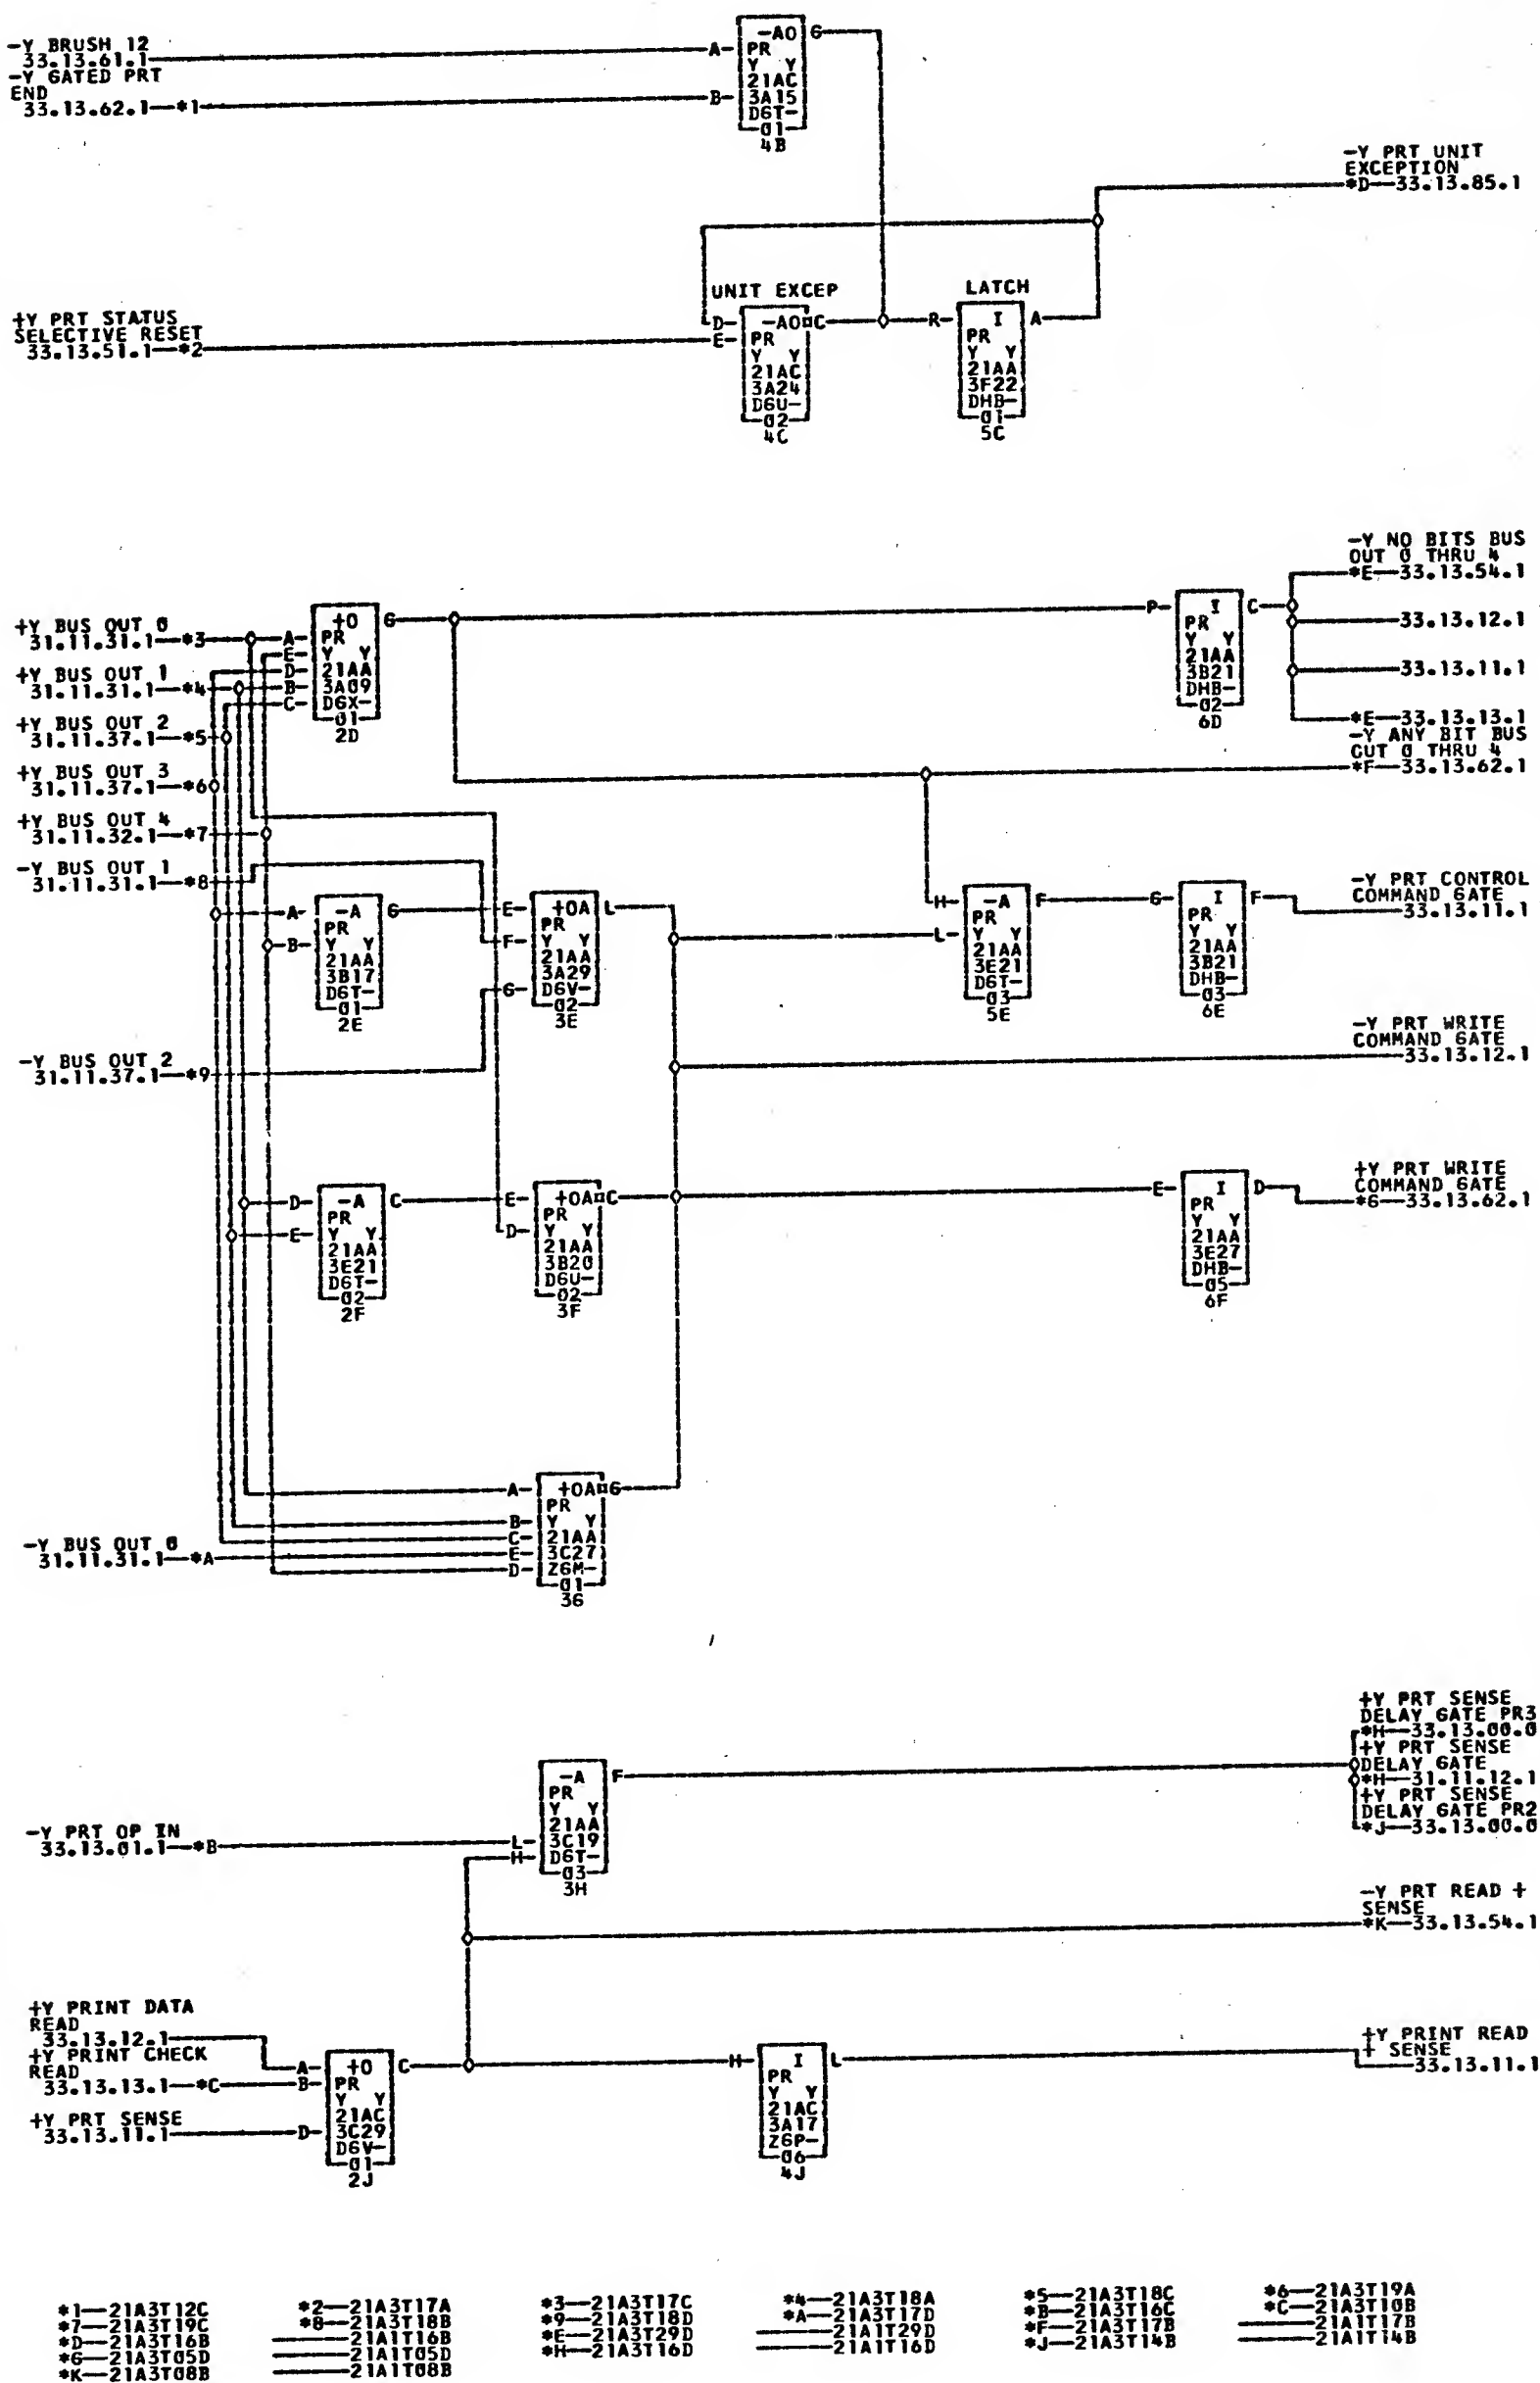 -Y BRUSH 12
33.13.61.1
-Y GATED PRT
END
33.13.62.1—*1
A-
B-
-AO G
PR
Y Y
21AC
3A15
D6T-
01
4B
-Y PRT UNIT
EXCEPTION
*D—33.13.85.1
+Y PRT STATUS
SELECTIVE RESET
33.13.51.1—*2
UNIT EXCEP
D-
E-
-AO C
PR
Y Y
21AC
3A24
D6U-
02
4C
LATCH
R-
I A
PR
Y Y
21AA
3F22
DHB-
01
5C
+Y BUS OUT 0
31.11.31.1—*3
+Y BUS OUT 1
31.11.31.1—*4
+Y BUS OUT 2
31.11.37.1—*5
+Y BUS OUT 3
31.11.37.1—*6
+Y BUS OUT 4
31.11.32.1—*7
-Y BUS OUT 1
31.11.31.1—*8
A-
E-
D-
B-
C-
+O G
PR
Y Y
21AA
3A09
D6X-
01
2D
P-
I C
PR
Y Y
21AA
3B21
DHB-
02
6D
-Y NO BITS BUS
OUT 0 THRU 4
*E—33.13.54.1
33.13.12.1
33.13.11.1
*E—33.13.13.1
-Y ANY BIT BUS
OUT 0 THRU 4
*F—33.13.62.1
A-
B-
-A G
PR
Y Y
21AA
3B17
D6T-
01
2E
E-
F-
G-
+OA L
PR
Y Y
21AA
3A29
D6V-
02
3E
H-
L-
-A F
PR
Y Y
21AA
3E21
D6T-
03
5E
G-
I F
PR
Y Y
21AA
3B21
DHB-
03
6E
-Y PRT CONTROL
COMMAND GATE
33.13.11.1
-Y BUS OUT 2
31.11.37.1—*9
-Y PRT WRITE
COMMAND GATE
33.13.12.1
D-
E-
-A C
PR
Y Y
21AA
3E21
D6T-
02
2F
E-
D-
+OA C
PR
Y Y
21AA
3B20
D6U-
02
3F
E-
I D
PR
Y Y
21AA
3E27
DHB-
05
6F
+Y PRT WRITE
COMMAND GATE
*G—33.13.62.1
-Y BUS OUT 0
31.11.31.1—*A
A-
B-
C-
E-
D-
+OA G
PR
Y Y
21AA
3C27
Z6M-
01
3G
-Y PRT OP IN
33.13.01.1—*B
L-
H-
-A F
PR
Y Y
21AA
3C19
D6T-
03
3H
+Y PRT SENSE
DELAY GATE PR3
*H—33.13.00.0
+Y PRT SENSE
DELAY GATE
*H—31.11.12.1
+Y PRT SENSE
DELAY GATE PR2
*J—33.13.00.0
-Y PRT READ +
SENSE
*K—33.13.54.1
+Y PRINT DATA
READ
33.13.12.1
+Y PRINT CHECK
READ
33.13.13.1—*C
+Y PRT SENSE
33.13.11.1
A-
B-
D-
+O C
PR
Y Y
21AC
3C29
D6V-
01
2J
H-
I L
PR
Y Y
21AC
3A17
Z6P-
06
4J
+Y PRINT READ
+ SENSE
33.13.11.1
*1—21A3T12C *2—21A3T17A *3—21A3T17C *4—21A3T18A *5—21A3T18C *6—21A3T19A
*7—21A3T19C *8—21A3T18B *9—21A3T18D *A—21A3T17D *B—21A3T16C *C—21A3T10B
*D—21A3T16B —21A1T16B *E—21A3T29D —21A1T29D *F—21A3T17B —21A1T17B
*G—21A3T05D —21A1T05D *H—21A3T16D —21A1T16D *J—21A3T14B —21A1T14B
*K—21A3T08B —21A1T08B